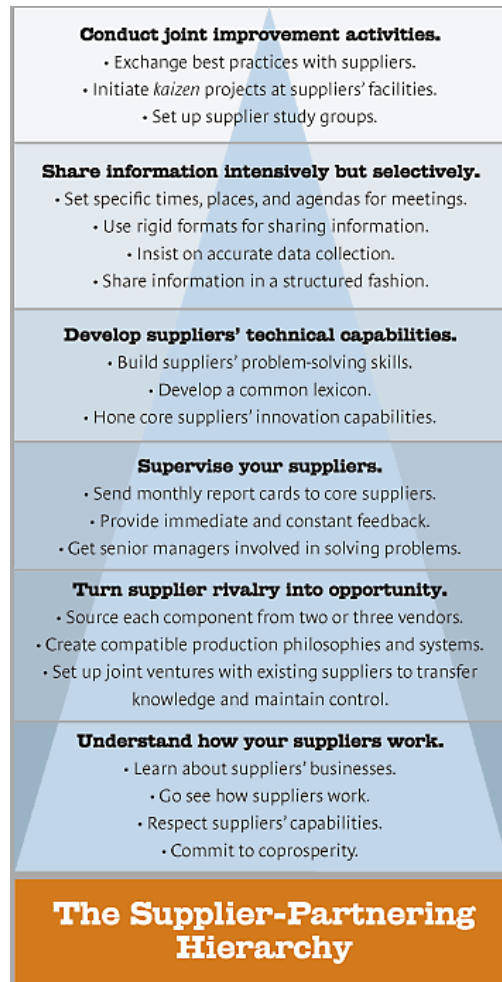 Conduct joint improvement activities.
• Exchange best practices with suppliers.
• Initiate kaizen projects at suppliers' facilities.
• Set up supplier study groups.
Share information intensively but selectively.
• Set specific times, places, and agendas for meetings.
• Use rigid formats for sharing information.
• Insist on accurate data collection.
• Share information in a structured fashion.
Develop suppliers' technical capabilities.
• Build suppliers' problem-solving skills.
• Develop a common lexicon.
• Hone core suppliers' innovation capabilities.
Supervise your suppliers.
• Send monthly report cards to core suppliers.
• Provide immediate and constant feedback.
• Get senior managers involved in solving problems.
Turn supplier rivalry into opportunity.
• Source each component from two or three vendors.
• Create compatible production philosophies and systems.
• Set up joint ventures with existing suppliers to transfer
knowledge and maintain control.
Understand how your suppliers work.
• Learn about suppliers' businesses.
• Go see how suppliers work.
• Respect suppliers' capabilities.
• Commit to coprosperity.
The Supplier-Partnering
Hierarchy